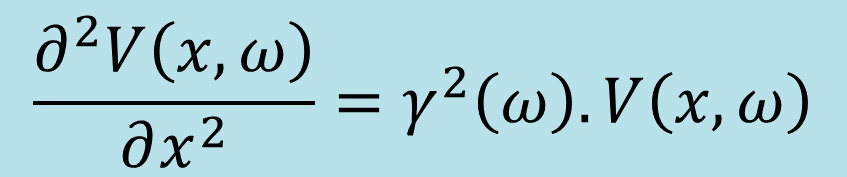 ∂²V(x, ω)
/∂x² = γ²(ω). V(x, ω)